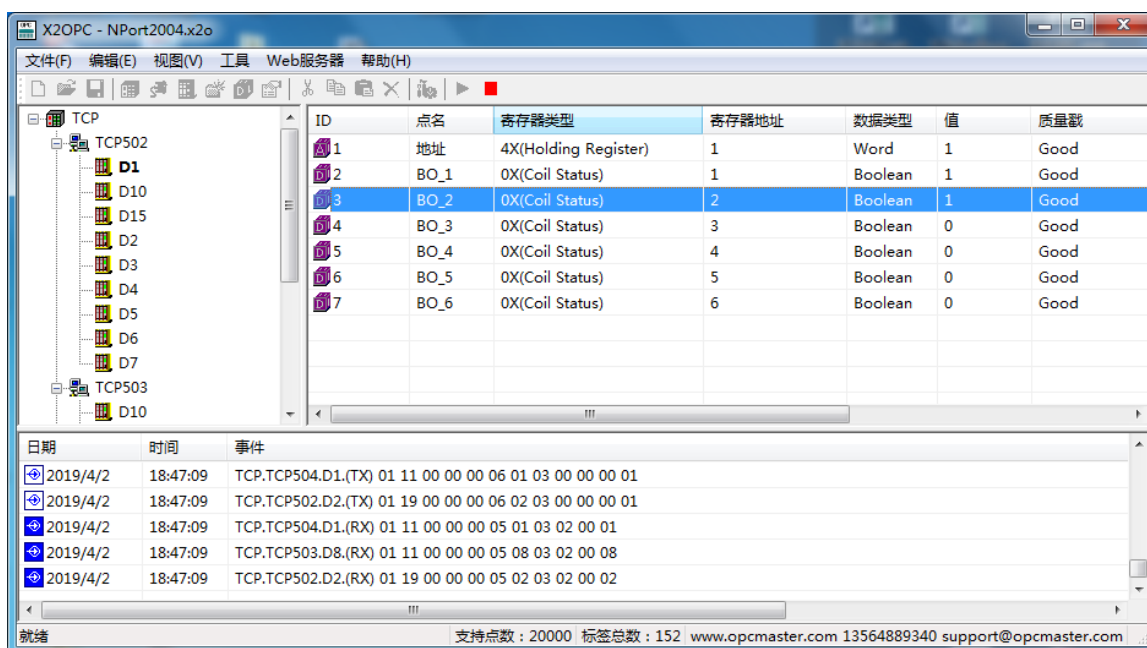 X2OPC - NPort2004.x2o
文件(F) 编辑(E) 视图(V) 工具 Web服务器 帮助(H)
TCP
TCP502
D1
D10
D15
D2
D3
D4
D5
D6
D7
TCP503
D10
ID 点名 寄存器类型 寄存器地址 数据类型 值 质量戳
1 地址 4X(Holding Register) 1 Word 1 Good
2 BO_1 0X(Coil Status) 1 Boolean 1 Good
3 BO_2 0X(Coil Status) 2 Boolean 1 Good
4 BO_3 0X(Coil Status) 3 Boolean 0 Good
5 BO_4 0X(Coil Status) 4 Boolean 0 Good
6 BO_5 0X(Coil Status) 5 Boolean 0 Good
7 BO_6 0X(Coil Status) 6 Boolean 0 Good
日期 时间 事件
2019/4/2 18:47:09 TCP.TCP504.D1.(TX) 01 11 00 00 00 06 01 03 00 00 00 01
2019/4/2 18:47:09 TCP.TCP502.D2.(TX) 01 19 00 00 00 06 02 03 00 00 00 01
2019/4/2 18:47:09 TCP.TCP504.D1.(RX) 01 11 00 00 00 05 01 03 02 00 01
2019/4/2 18:47:09 TCP.TCP503.D8.(RX) 01 11 00 00 00 05 08 03 02 00 08
2019/4/2 18:47:09 TCP.TCP502.D2.(RX) 01 19 00 00 00 05 02 03 02 00 02
就绪 支持点数：20000 标签总数：152 www.opcmaster.com 13564889340 support@opcmaster.com